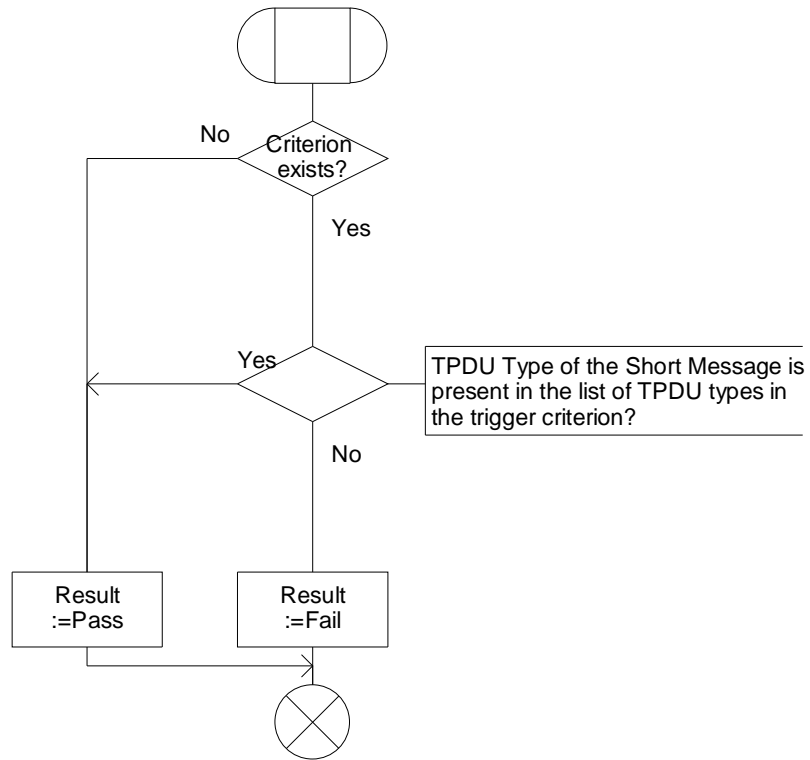 No
Criterion
exists?
Yes
Yes
TPDU Type of the Short Message is
present in the list of TPDU types in
the trigger criterion?
No
Result
:=Pass
Result
:=Fail